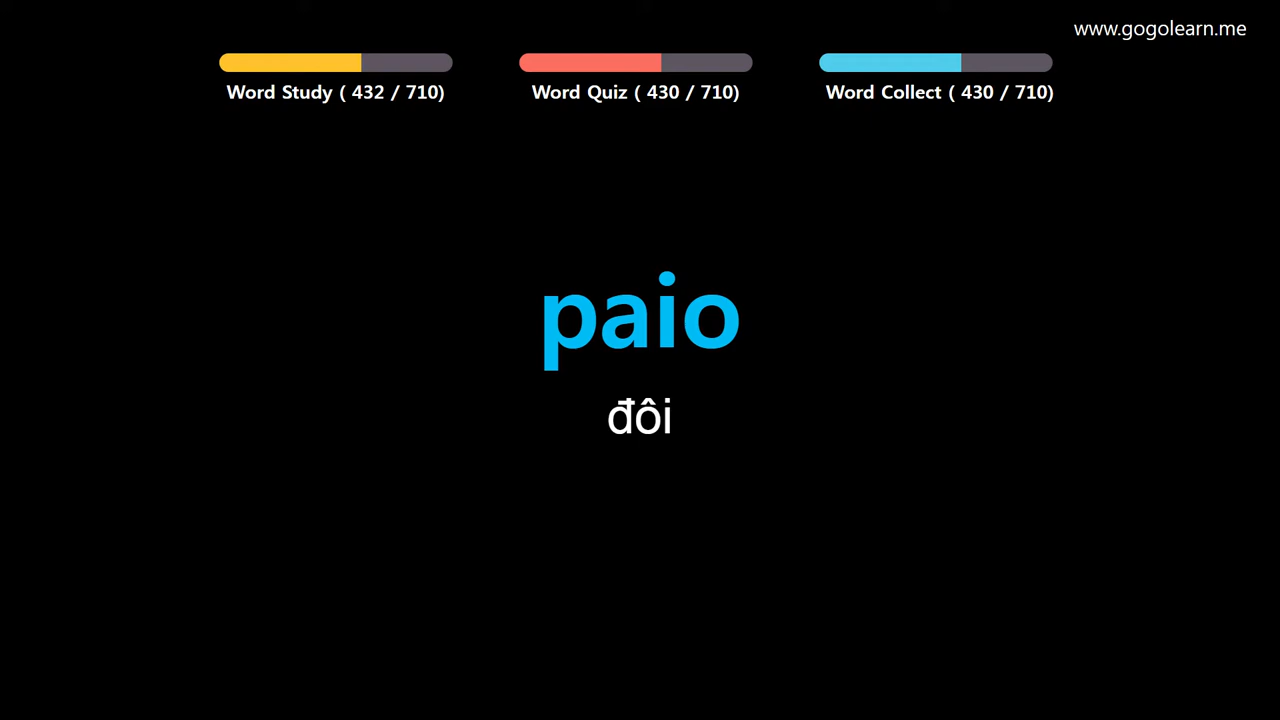 www.gogolearn.me
Word Study ( 432 / 710)
Word Quiz ( 430 / 710)
Word Collect ( 430 / 710)
paio
đôi